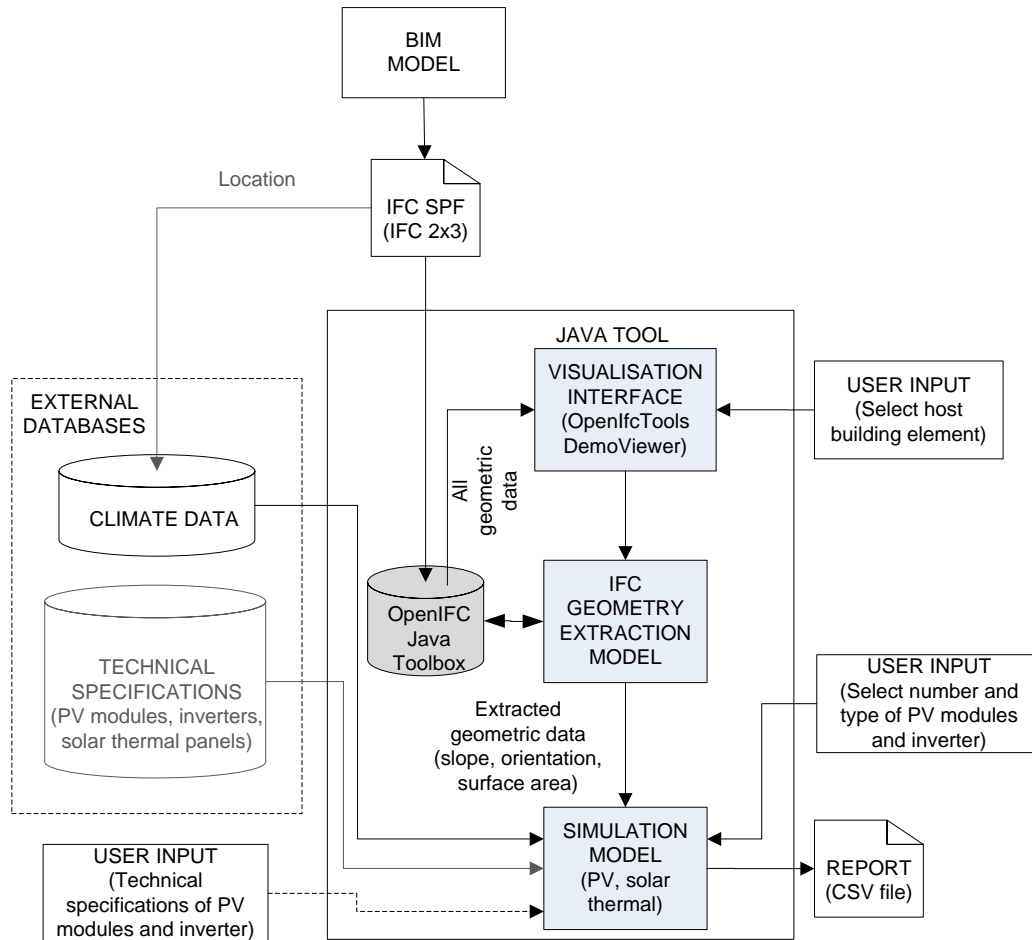 BIM
MODEL
Location
IFC SPF
(IFC 2x3)
JAVA TOOL
VISUALISATION
INTERFACE
(OpenIfcTools
DemoViewer)
USER INPUT
(Select host
building element)
EXTERNAL
DATABASES
CLIMATE DATA
All
geometric
data
OpenIFC
Java
Toolbox
IFC
GEOMETRY
EXTRACTION
MODEL
TECHNICAL
SPECIFICATIONS
(PV modules, inverters,
solar thermal panels)
USER INPUT
(Select number and
type of PV modules
and inverter)
Extracted
geometric data
(slope, orientation,
surface area)
SIMULATION
MODEL
(PV, solar
thermal)
REPORT
(CSV file)
USER INPUT
(Technical
specifications of PV
modules and inverter)